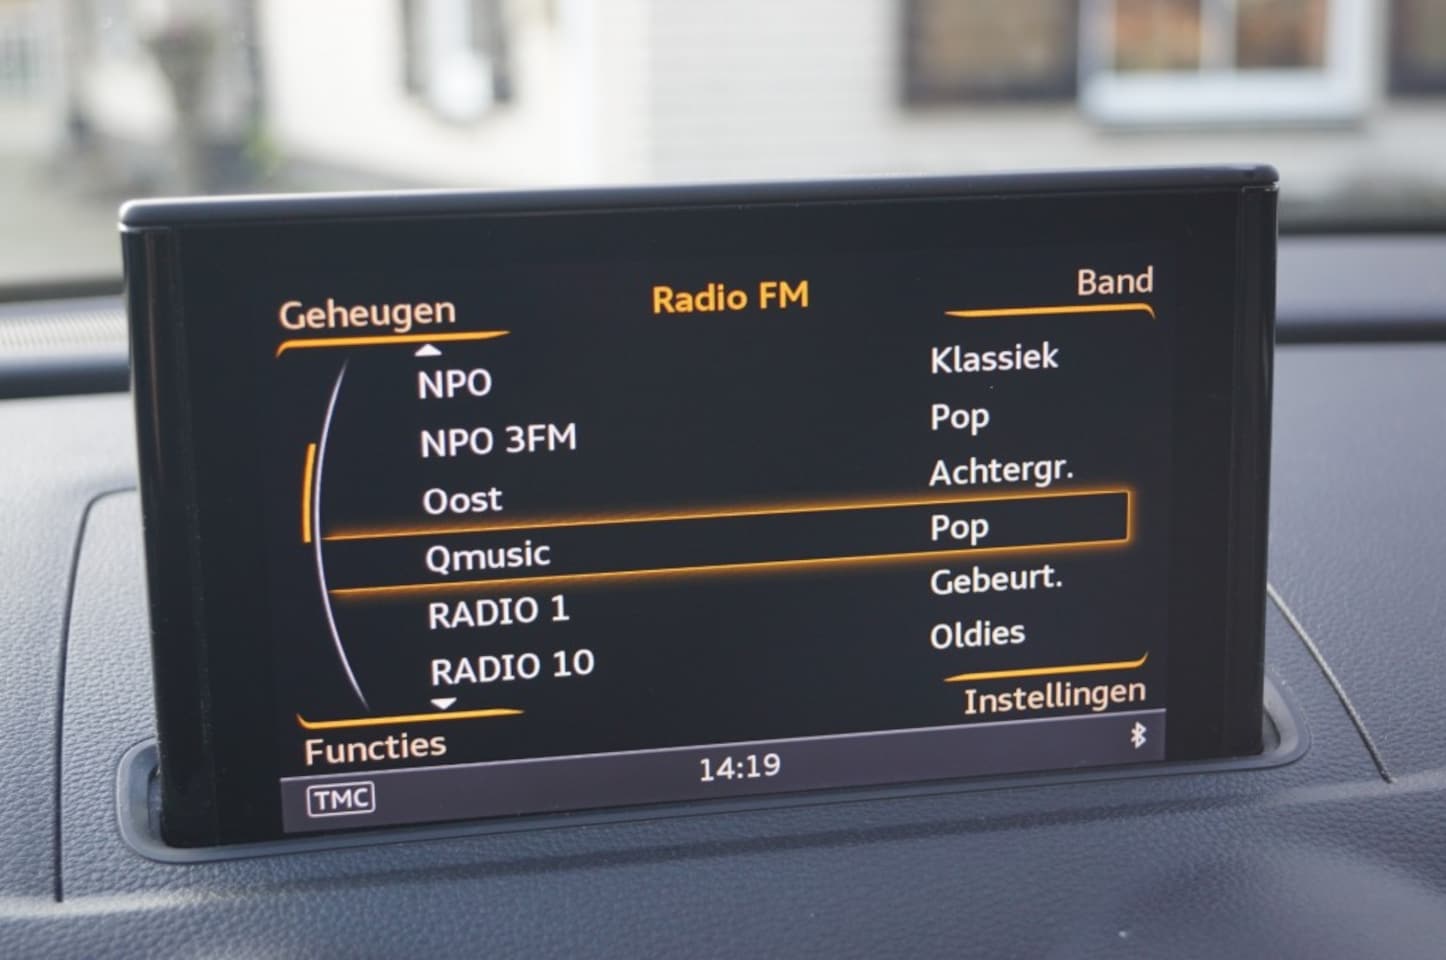 Geheugen Radio FM Band
NPO Klassiek
NPO 3FM Pop
Oost Achtergr.
Qmusic Pop
RADIO 1 Gebeurt.
RADIO 10 Oldies
Functies Instellingen
TMC 14:19